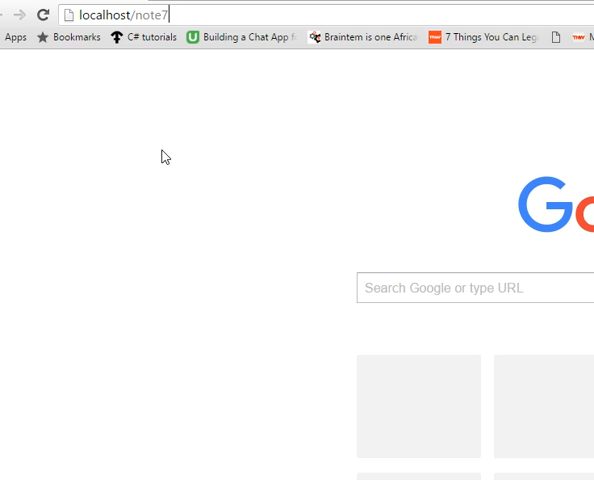 localhost/note7
Apps Bookmarks C# tutorials Building a Chat App Braintem is one Africa 7 Things You Can Leg
Go
Search Google or type URL